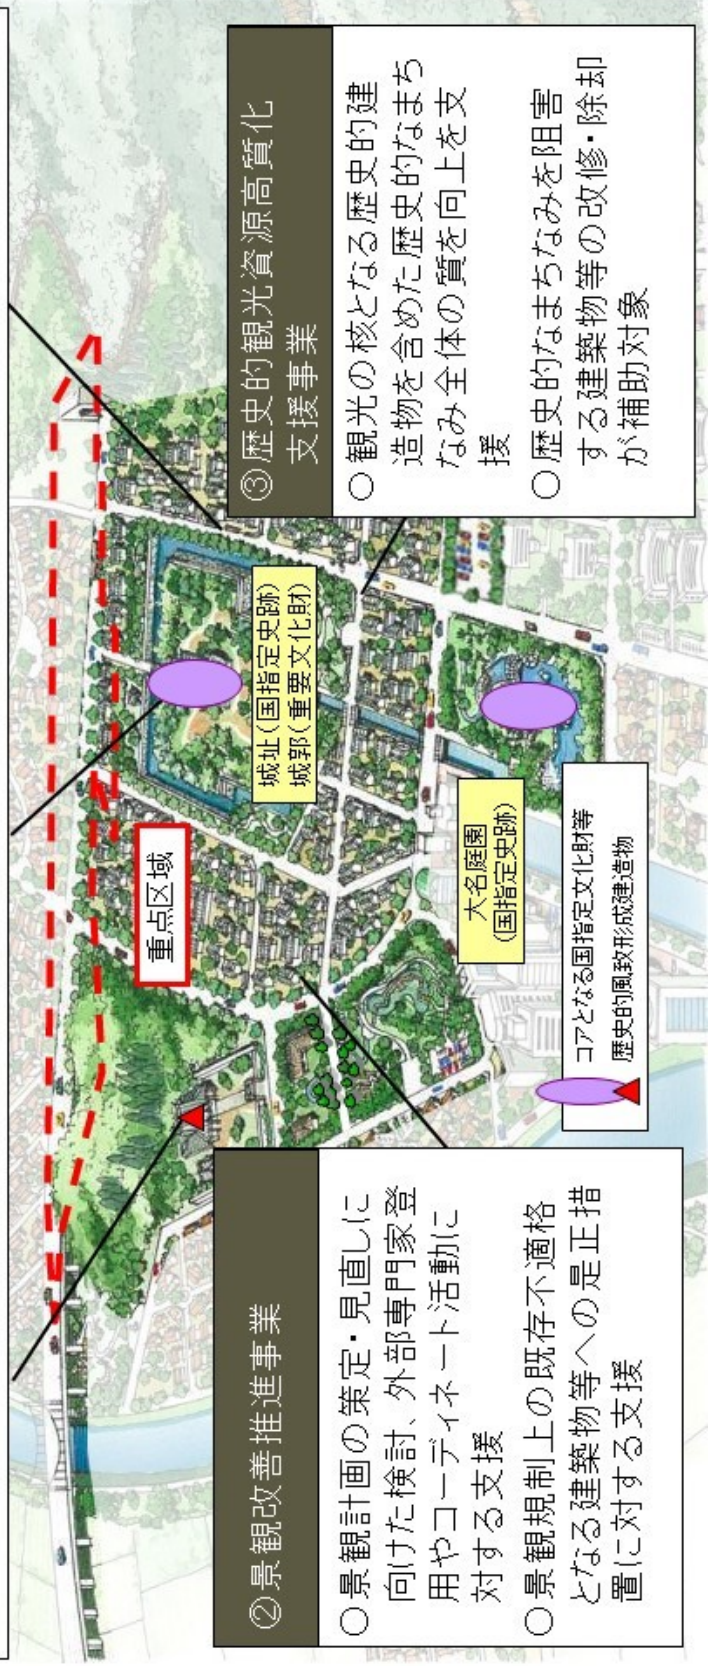 ②景観改善推進事業
○景観計画の策定・見直しに
向けた検討、外部専門家登
用やコーディネート活動に
対する支援
○景観規制上の既存不適格
となる建築物等への是正措
置に対する支援
重点区域
城址(国指定史跡)
城郭(重要文化財)
大名庭園
(国指定史跡)
コアとなる国指定文化財等
歴史的風致形成建造物
③歴史的観光資源高質化
支援事業
○観光の核となる歴史的建
造物を含めた歴史的なまち
なみ全体の質を向上を支
援
○歴史的なまちなみを阻害
する建築物等の改修・除却
が補助対象